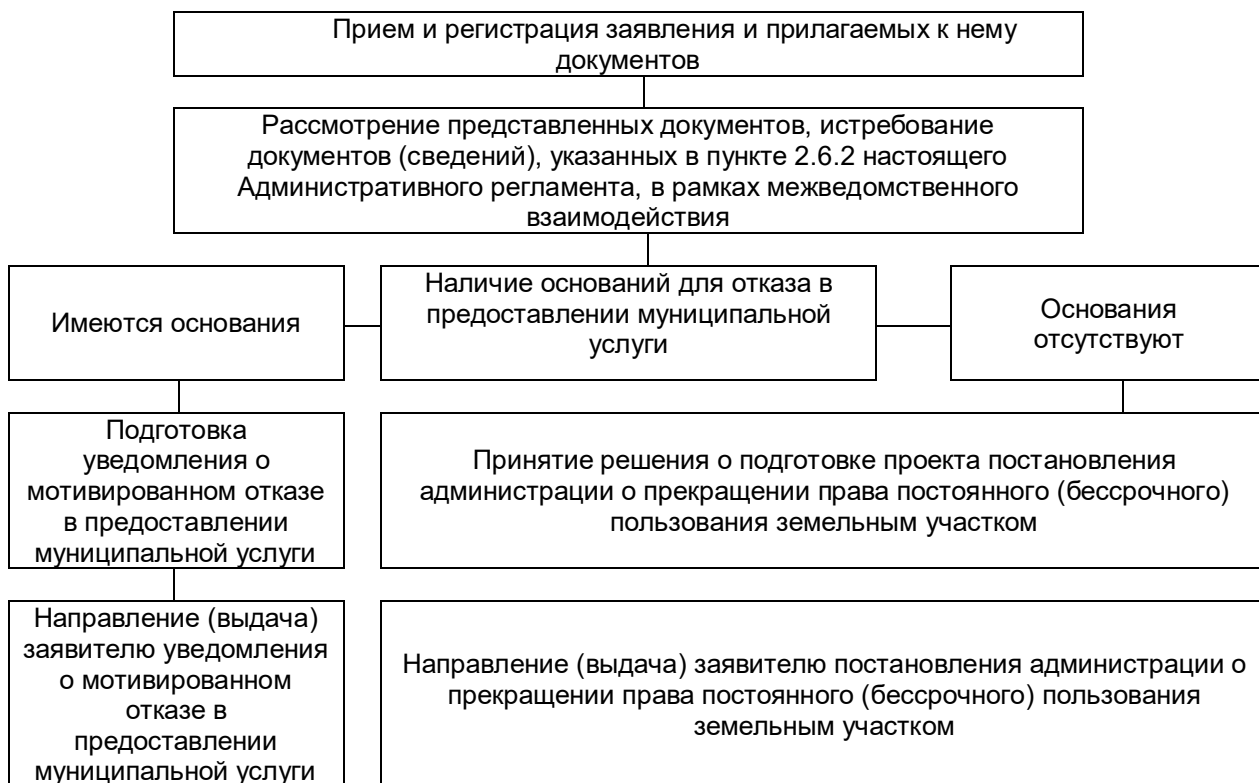 Прием и регистрация заявления и прилагаемых к нему
документов
Рассмотрение представленных документов, истребование
документов (сведений), указанных в пункте 2.6.2 настоящего
Административного регламента, в рамках межведомственного
взаимодействия
Имеются основания
Наличие оснований для отказа в
предоставлении муниципальной
услуги
Основания
отсутствуют
Подготовка
уведомления о
мотивированном отказе
в предоставлении
муниципальной услуги
Принятие решения о подготовке проекта постановления
администрации о прекращении права постоянного (бессрочного)
пользования земельным участком
Направление (выдача)
заявителю уведомления
о мотивированном
отказе в
предоставлении
муниципальной услуги
Направление (выдача) заявителю постановления администрации о
прекращении права постоянного (бессрочного) пользования
земельным участком